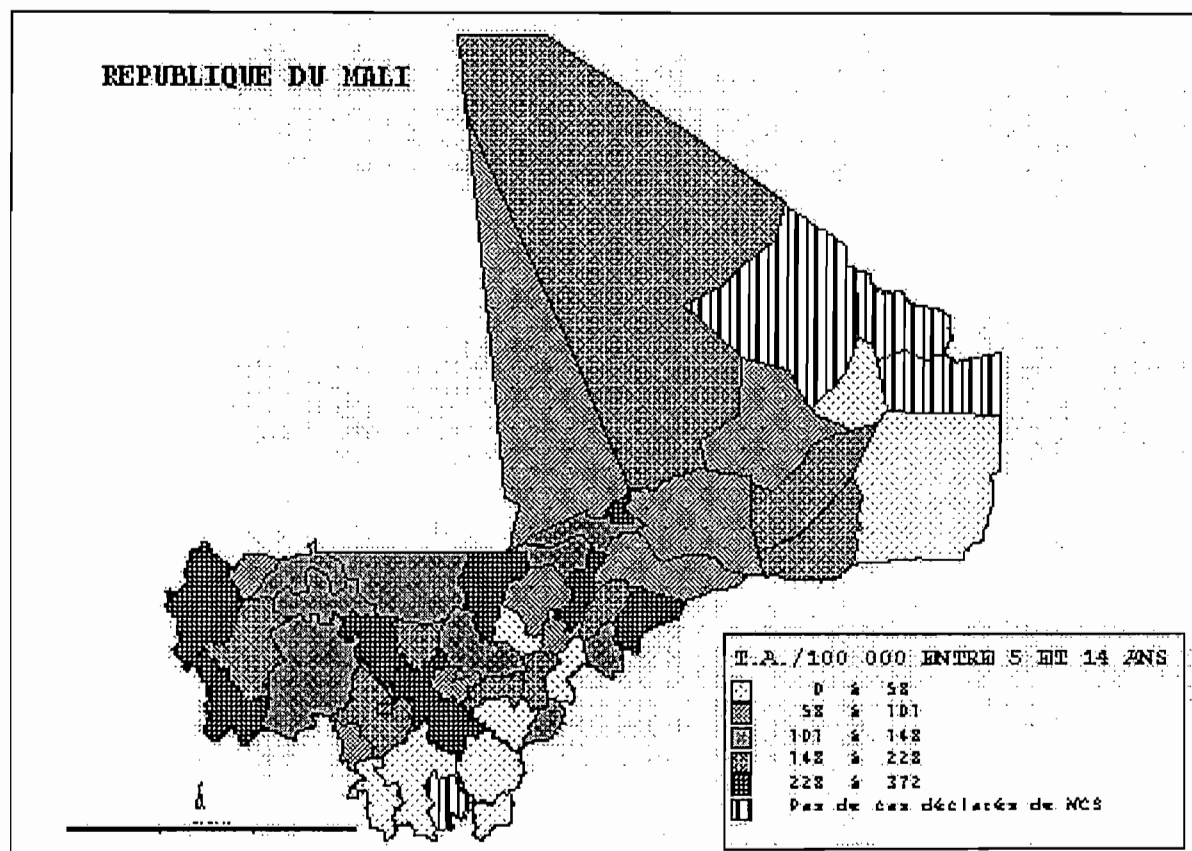 REPUBLIQUE DU MALI
T.A./100 000 ENTRE 5 ET 14 ANS
0 à 58
58 à 101
101 à 148
148 à 228
228 à 372
Pas de cas déclarés de MCS